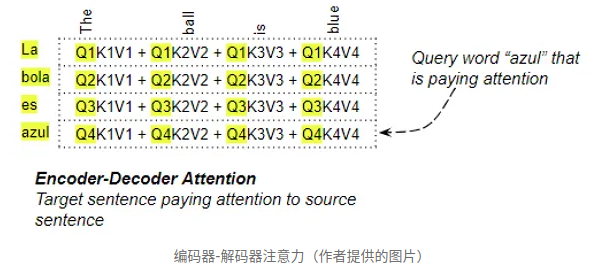 The ball is blue
La Q1K1V1 + Q1K2V2 + Q1K3V3 + Q1K4V4
bola Q2K1V1 + Q2K2V2 + Q2K3V3 + Q2K4V4
es Q3K1V1 + Q3K2V2 + Q3K3V3 + Q3K4V4
azul Q4K1V1 + Q4K2V2 + Q4K3V3 + Q4K4V4
Query word “azul” that
is paying attention
Encoder-Decoder Attention
Target sentence paying attention to source
sentence
编码器-解码器注意力（作者提供的图片）